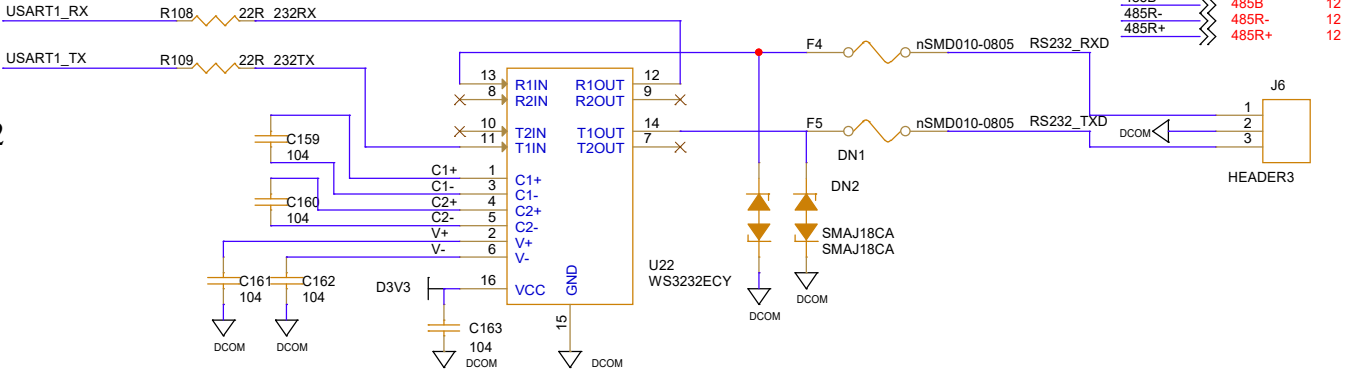 485B 12
USART1_RX R108 22R 232RX
485R- 485R- 12
485R+ 485R+ 12
USART1_TX R109 22R 232TX
F4 nSMD010-0805 RS232_RXD
13 R1IN R1OUT 12
8 R2IN R2OUT 9
J6
1
2
3
DCOM
HEADER3
10 T2IN T1OUT 14
11 T1IN T2OUT 7
F5 nSMD010-0805 RS232_TXD
2
C159
104
DN1
DN2
C1+ 1 C1+
C1- 3 C1-
C2+ 4 C2+
C2- 5 C2-
V+ 2 V+
V- 6 V-
C160
104
SMAJ18CA
SMAJ18CA
C161
104
C162
104
D3V3 16 VCC
GND
15
U22
WS3232ECY
C163
104
DCOM
DCOM
DCOM
DCOM
DCOM
DCOM